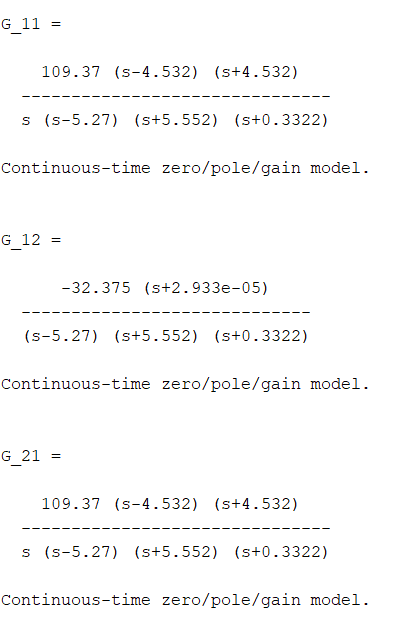 G_11 =
109.37 (s-4.532) (s+4.532)
-------------------------------
s (s-5.27) (s+5.552) (s+0.3322)
Continuous-time zero/pole/gain model.
G_12 =
-32.375 (s+2.933e-05)
-----------------------------
(s-5.27) (s+5.552) (s+0.3322)
Continuous-time zero/pole/gain model.
G_21 =
109.37 (s-4.532) (s+4.532)
-------------------------------
s (s-5.27) (s+5.552) (s+0.3322)
Continuous-time zero/pole/gain model.